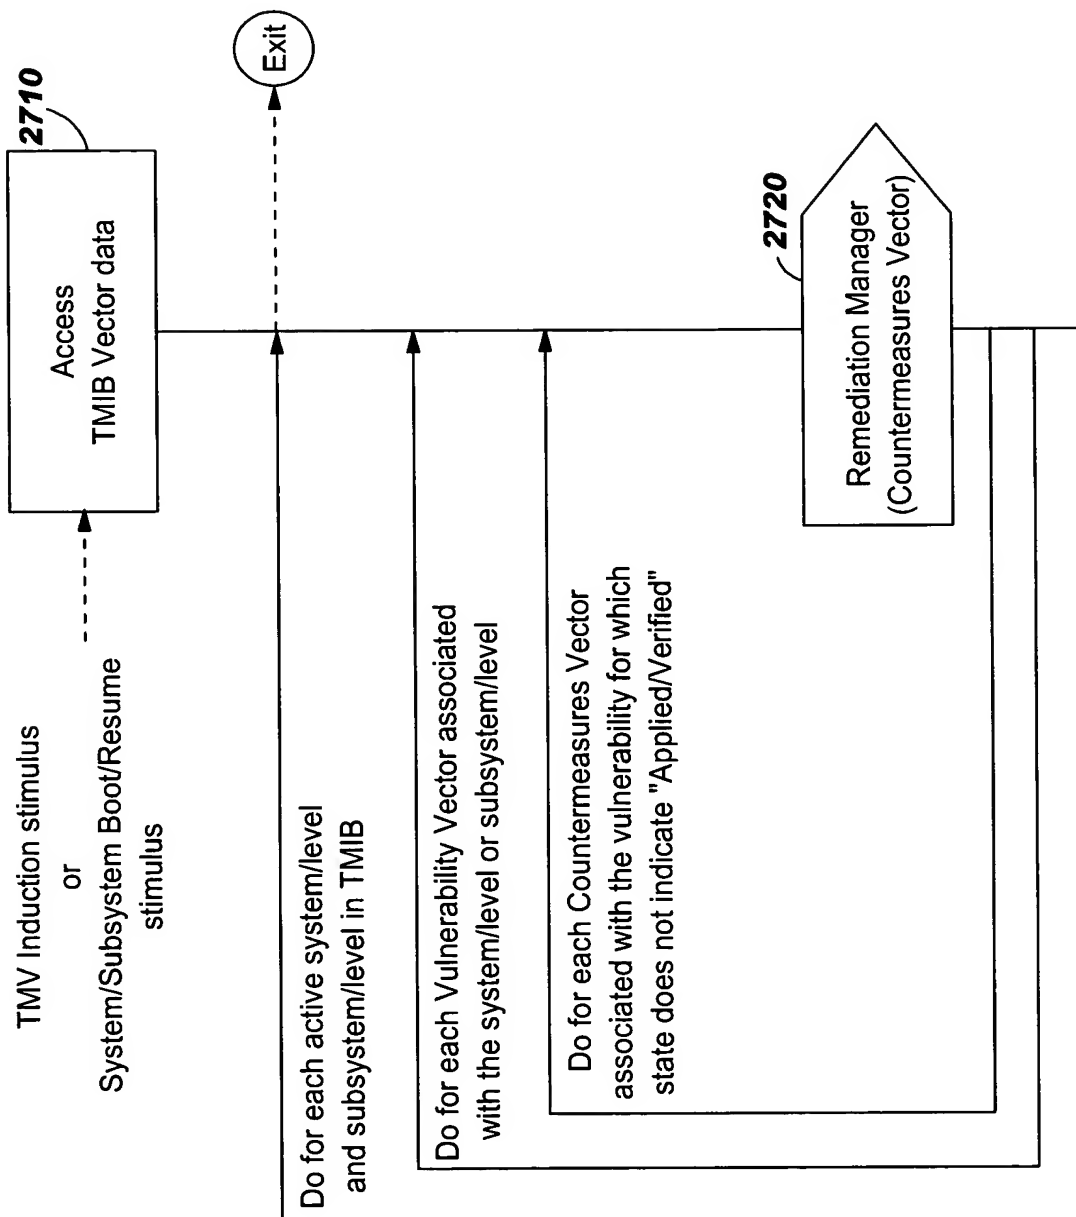 TMV Induction stimulus
or
System/Subsystem Boot/Resume
stimulus
Access
TMIB Vector data
2710
Exit
Do for each active system/level
and subsystem/level in TMIB
Do for each Vulnerability Vector associated
with the system/level or subsystem/level
Do for each Countermeasures Vector
associated with the vulnerability for which
state does not indicate "Applied/Verified"
2720
Remediation Manager
(Countermeasures Vector)